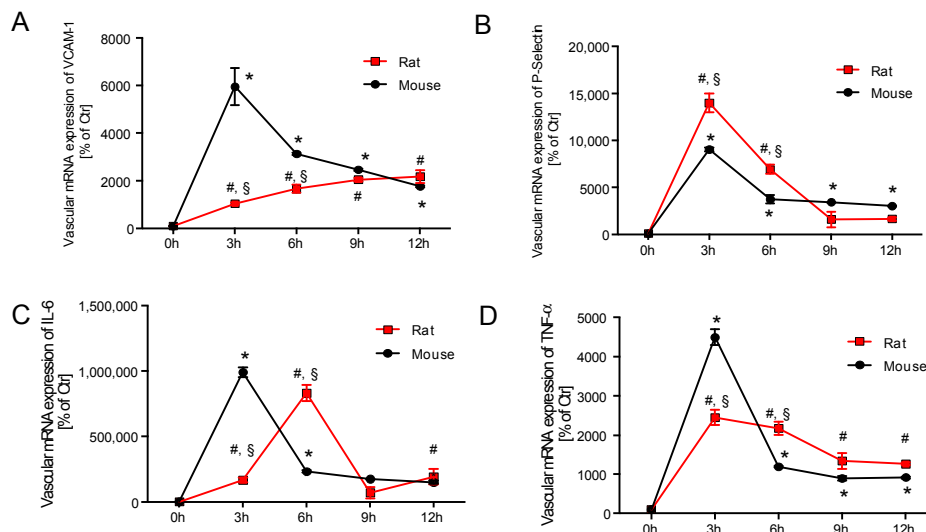 A
Vascular mRNA expression of VCAM-1
[% of Ctr]
8000
6000
4000
2000
0
0h 3h 6h 9h 12h
Rat
Mouse
*
*
*
#
#, §
#, §
#
*
B
Vascular mRNA expression of P-Selectin
[% of Ctr]
20,000
15,000
10,000
5000
0
0h 3h 6h 9h 12h
Rat
Mouse
#, §
*
#, §
*
*
*
C
Vascular mRNA expression of IL-6
[% of Ctr]
1,500,000
1,000,000
500,000
0
0h 3h 6h 9h 12h
Rat
Mouse
*
#, §
#, §
*
#
D
Vascular mRNA expression of TNF-α
[% of Ctr]
5000
4000
3000
2000
1000
0
0h 3h 6h 9h 12h
Rat
Mouse
*
#, §
#, §
*
#
#
*
*